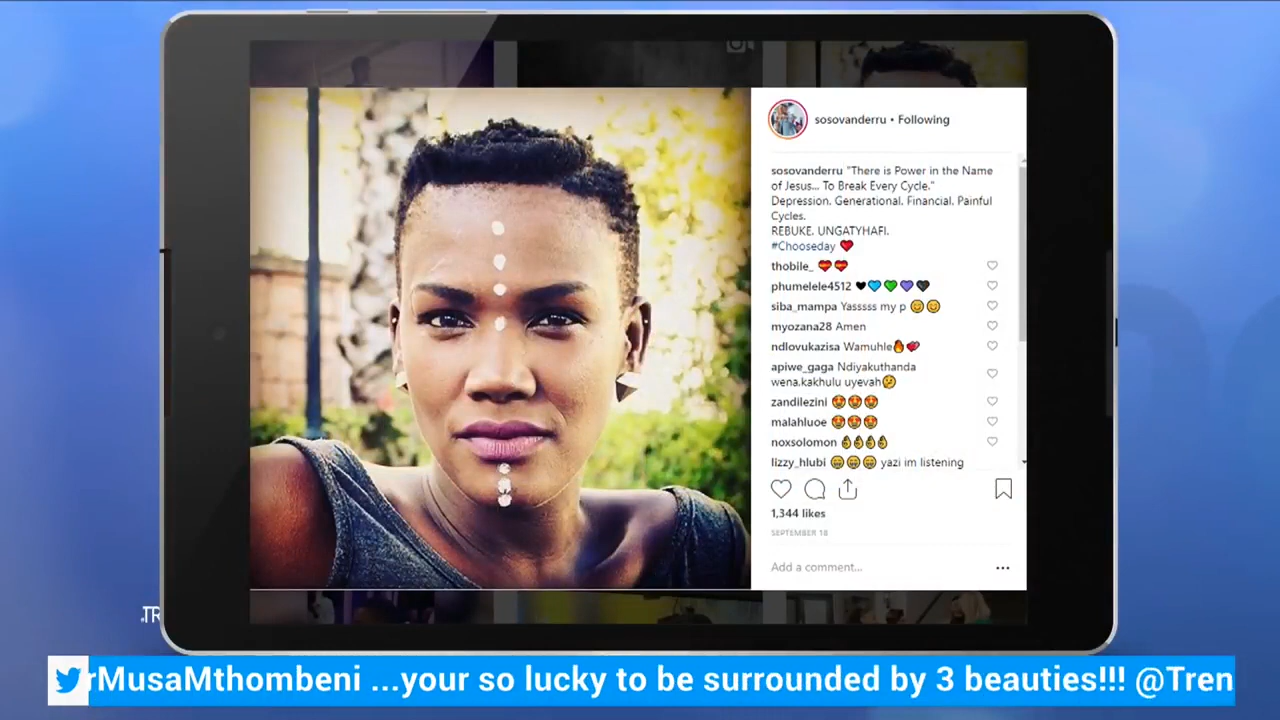 sosovanderru • Following
sosovanderru "There is Power in the Name
of Jesus... To Break Every Cycle."
Depression. Generational. Financial. Painful
Cycles.
REBUKE. UNGATYHAFI.
#Chooseday ❤️
thobile_
phumelele4512 🖤💙💚💜🖤
siba_mampa Yasssss my p 😊😊
myozana28 Amen
ndlovukazisa Wamuhle🔥💞
apiwe_gaga Ndiyakuthanda
wena.kakhulu uyevah
zandilezini 😍😍😍
malahluoe 😍😍😍
noxsolomon 👌👌👌👌
lizzy_hlubi 😁😁😁 yazi im listening
1,344 likes
SEPTEMBER 18
Add a comment...
.TR
rMusaMthombeni ...your so lucky to be surrounded by 3 beauties!!! @Tren